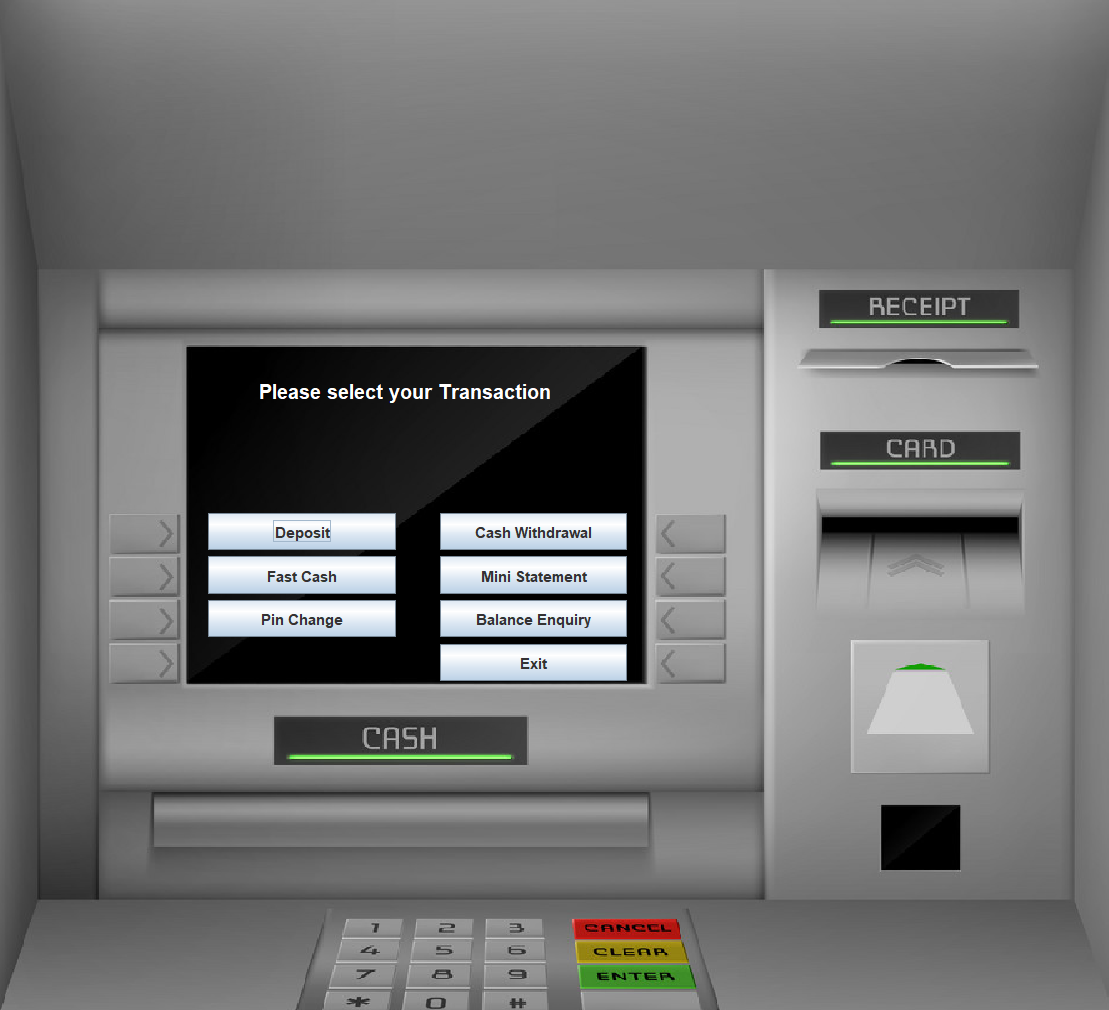 RECEIPT
Please select your Transaction
CARD
Deposit
Cash Withdrawal
Fast Cash
Mini Statement
Pin Change
Balance Enquiry
Exit
CASH
1 2 3 CANCEL
4 5 6 CLEAR
7 8 9 ENTER
* 0 #